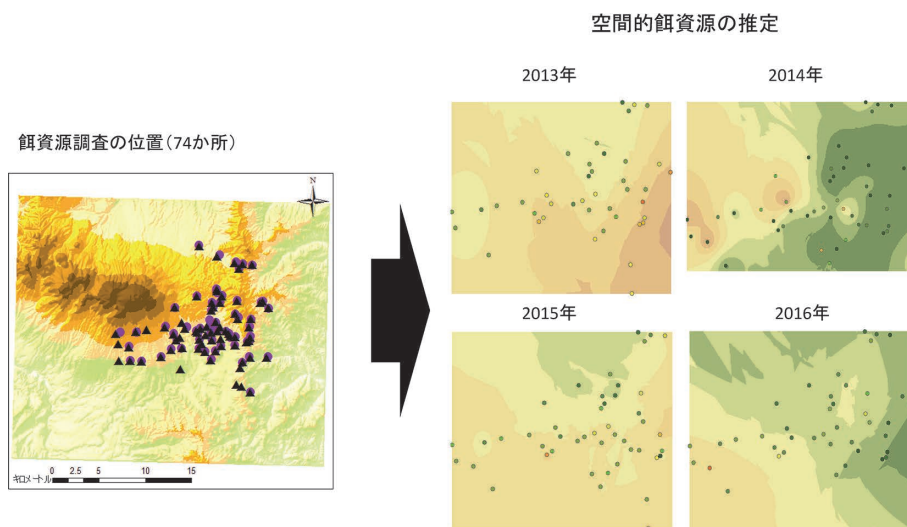 空間的餌資源の推定
餌資源調査の位置(74か所)
N
キロメートル
0 2.5 5 10 15
2013年
2014年
2015年
2016年